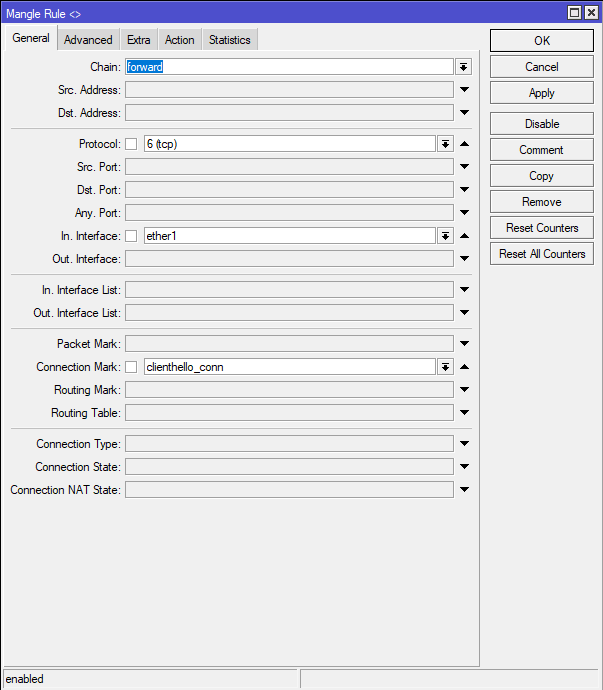 Mangle Rule <>
General Advanced Extra Action Statistics
Chain: forward
Src. Address:
Dst. Address:
Protocol: 6 (tcp)
Src. Port:
Dst. Port:
Any. Port:
In. Interface: ether1
Out. Interface:
In. Interface List:
Out. Interface List:
Packet Mark:
Connection Mark: clienthello_conn
Routing Mark:
Routing Table:
Connection Type:
Connection State:
Connection NAT State:
OK
Cancel
Apply
Disable
Comment
Copy
Remove
Reset Counters
Reset All Counters
enabled